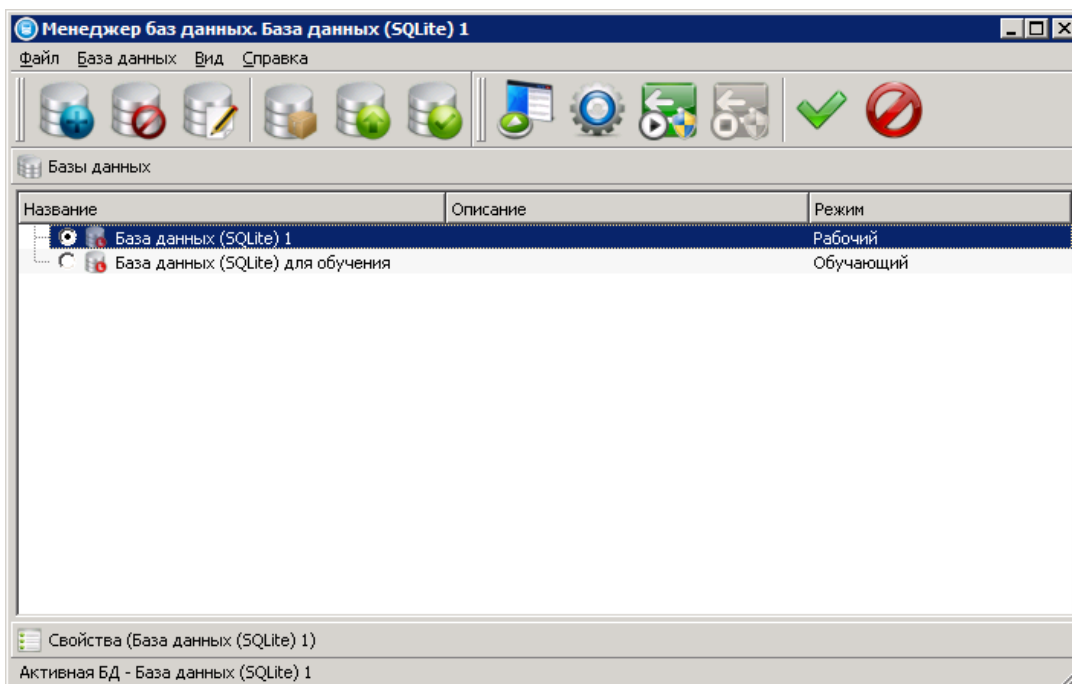 Менеджер баз данных. База данных (SQLite) 1
Файл База данных Вид Справка
Базы данных
Название Описание Режим
База данных (SQLite) 1 Рабочий
База данных (SQLite) для обучения Обучающий
Свойства (База данных (SQLite) 1)
Активная БД - База данных (SQLite) 1